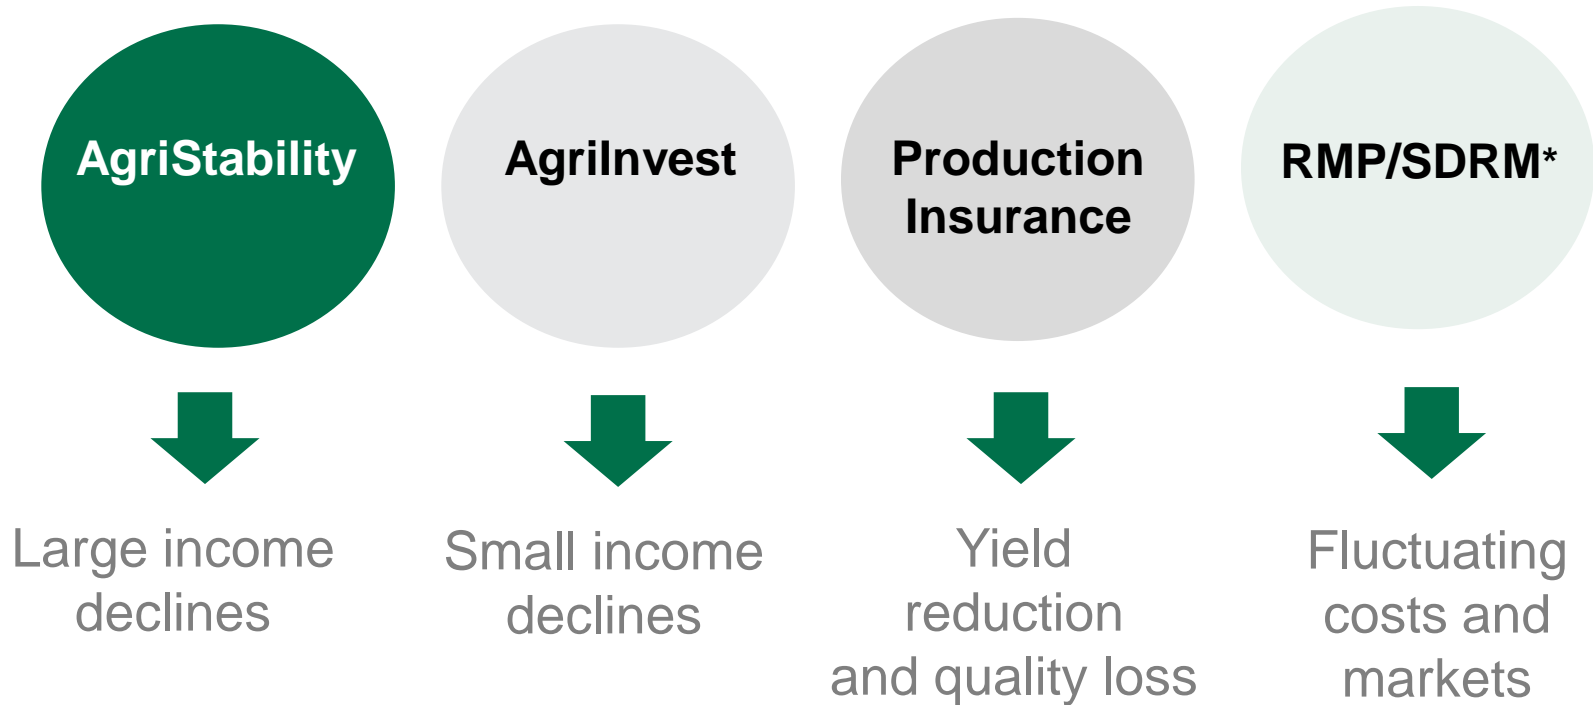 AgriStability
Large income
declines
AgriInvest
Small income
declines
Production
Insurance
Yield
reduction
and quality loss
RMP/SDRM*
Fluctuating
costs and
markets